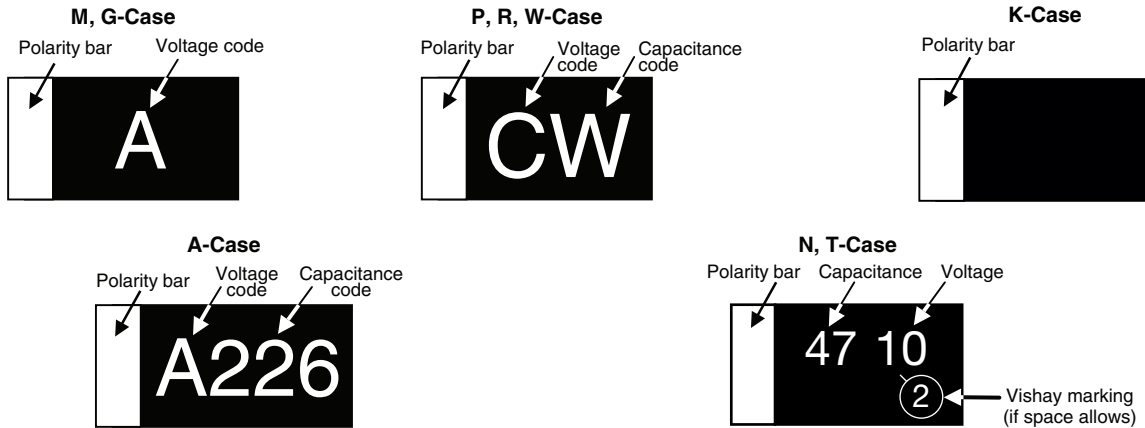 M, G-Case
Polarity bar
Voltage code
A
P, R, W-Case
Polarity bar
Voltage
code
Capacitance
code
CW
K-Case
Polarity bar
A-Case
Polarity bar
Voltage
code
Capacitance
code
A226
N, T-Case
Polarity bar
Capacitance
Voltage
47 10
2
Vishay marking
(if space allows)